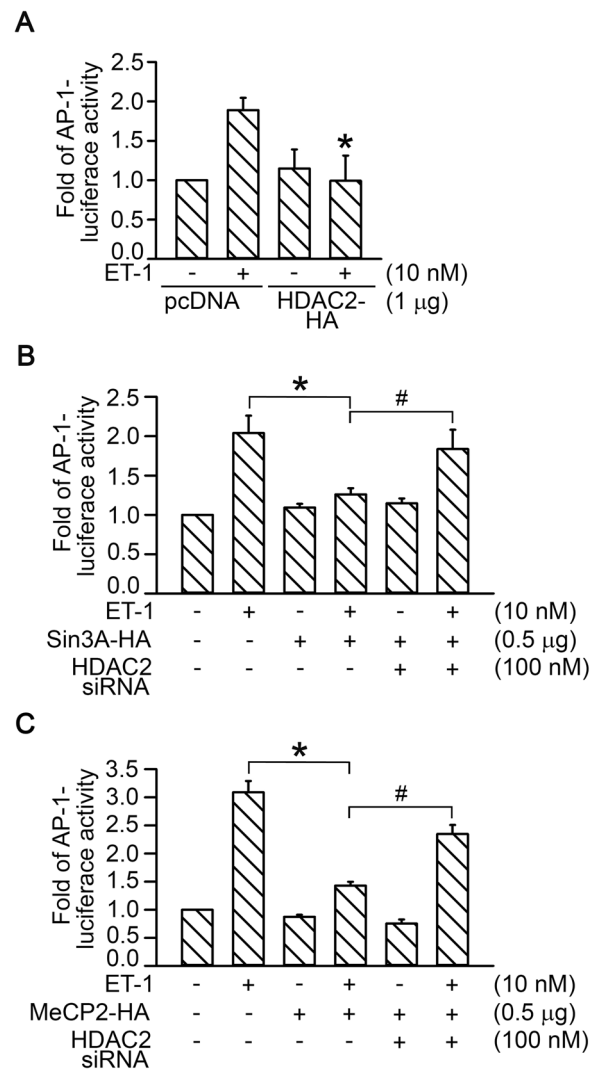 A
Fold of AP-1-
luciferace activity
2.5
2.0
1.5
1.0
0.5
0.0
*
ET-1 - + - + (10 nM)
pcDNA HDAC2-
HA
(1 μg)
B
Fold of AP-1-
luciferace activity
2.5
2.0
1.5
1.0
0.5
0.0
* #
ET-1 - + - + - + (10 nM)
Sin3A-HA - - + + + + (0.5 μg)
HDAC2
siRNA - - - - + + (100 nM)
C
Fold of AP-1-
luciferace activity
3.5
3.0
2.5
2.0
1.5
1.0
0.5
0.0
* #
ET-1 - + - + - + (10 nM)
MeCP2-HA - - + + + + (0.5 μg)
HDAC2
siRNA - - - - + + (100 nM)